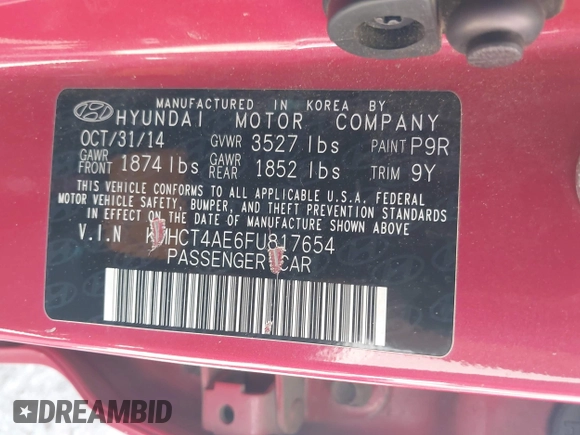 MANUFACTURED IN KOREA BY
HYUNDAI MOTOR COMPANY
OCT/31/14 GVWR 3527 lbs PAINT P9R
GAWR FRONT 1874 lbs GAWR REAR 1852 lbs TRIM 9Y
THIS VEHICLE CONFORMS TO ALL APPLICABLE U.S.A. FEDERAL
MOTOR VEHICLE SAFETY, BUMPER, AND THEFT PREVENTION STANDARDS
IN EFFECT ON THE DATE OF MANUFACTURE SHOWN ABOVE.
V.I.N KMHCT4AE6FU817654
PASSENGER CAR
DREAMBID